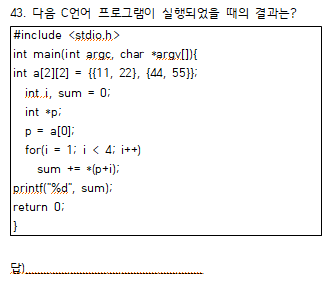 43. 다음 C언어 프로그램이 실행되었을 때의 결과는?
#include <stdio.h>
int main(int argc, char *argv[]){
int a[2][2] = {{11, 22}, {44, 55}};
int i, sum = 0;
int *p;
p = a[0];
for(i = 1; i < 4; i++)
sum += *(p+i);
printf("%d", sum);
return 0;
}
답)